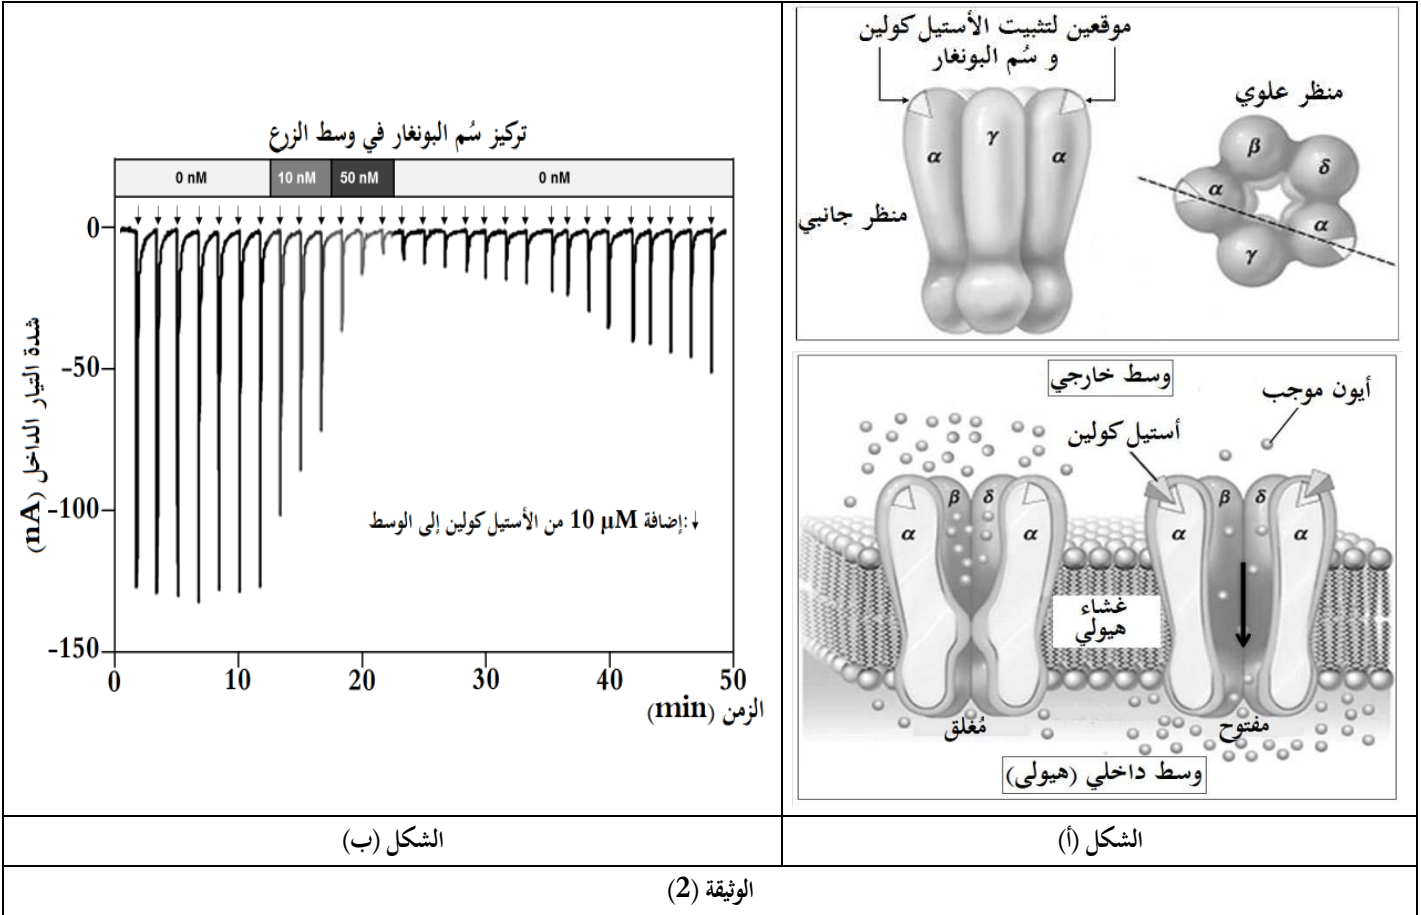 موقعين لتثبيت الأستيل كولين
و سُم البونغار
منظر علوي
β
δ
α
α
γ
α
γ
α
منظر جانبي
وسط خارجي
أيون موجب
أستيل كولين
β
δ
α
α
β
δ
α
α
غشاء
هيولي
مُغلق
مفتوح
وسط داخلي (هيولى)
الشكل (أ)
تركيز سُم البونغار في وسط الزرع
0 nM
10 nM
50 nM
0 nM
شدة التيار الداخل (nA)
0
-50
-100
-150
↓:إضافة 10 µM من الأستيل كولين إلى الوسط
0
10
20
30
40
50
الزمن (min)
الشكل (ب)
الوثيقة (2)